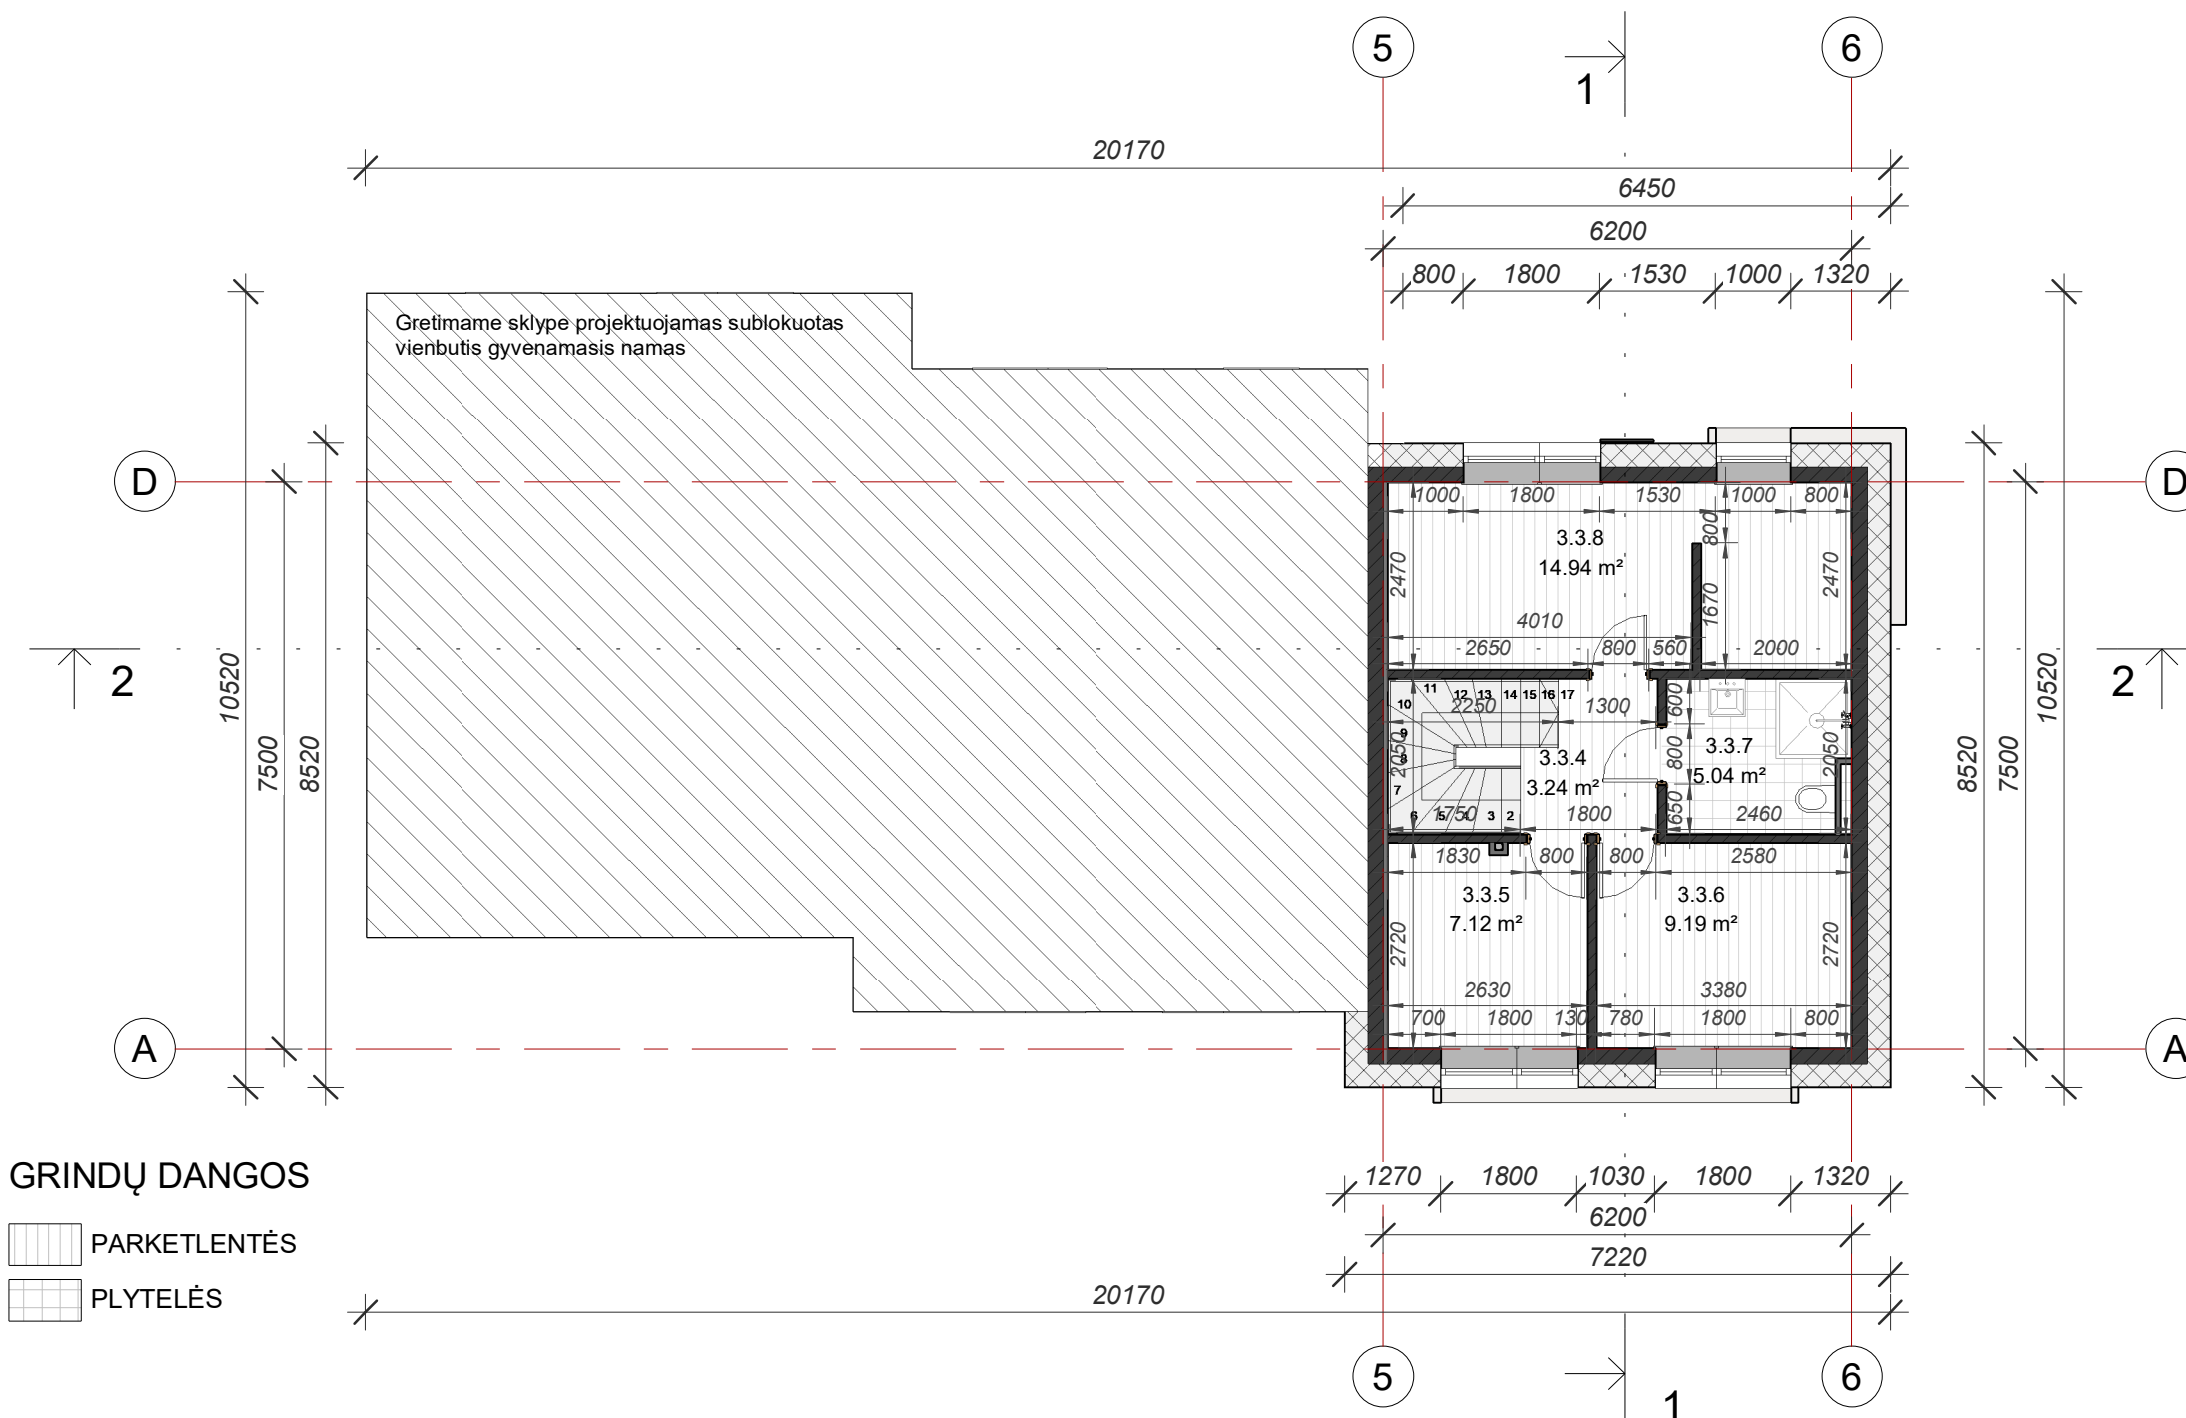 5
6
1
20170
6450
6200
800 1800 1530 1000 1320
Gretimame sklype projektuojamas sublokuotas
vienbutis gyvenamasis namas
D
D
1000 1800 1530 1000 800
3.3.8
14.94 m²
800
2470
2470
1670
4010
2650 800 560 2000
2
2
10520
7500
8520
8520
7500
10520
11 12 13 14 15 16 17
10
9
8
7
6 5 4 3 2
2250 1300
600
2050
3.3.4
3.24 m²
800
3.3.7
5.04 m²
2050
650
1750 1800 2460
1830 800 800 2580
3.3.5
7.12 m²
3.3.6
9.19 m²
2720
2720
2630 3380
700 1800 130 780 1800 800
A
A
GRINDŲ DANGOS
PARKETLENTĖS
PLYTELĖS
1270 1800 1030 1800 1320
6200
7220
20170
5
6
1